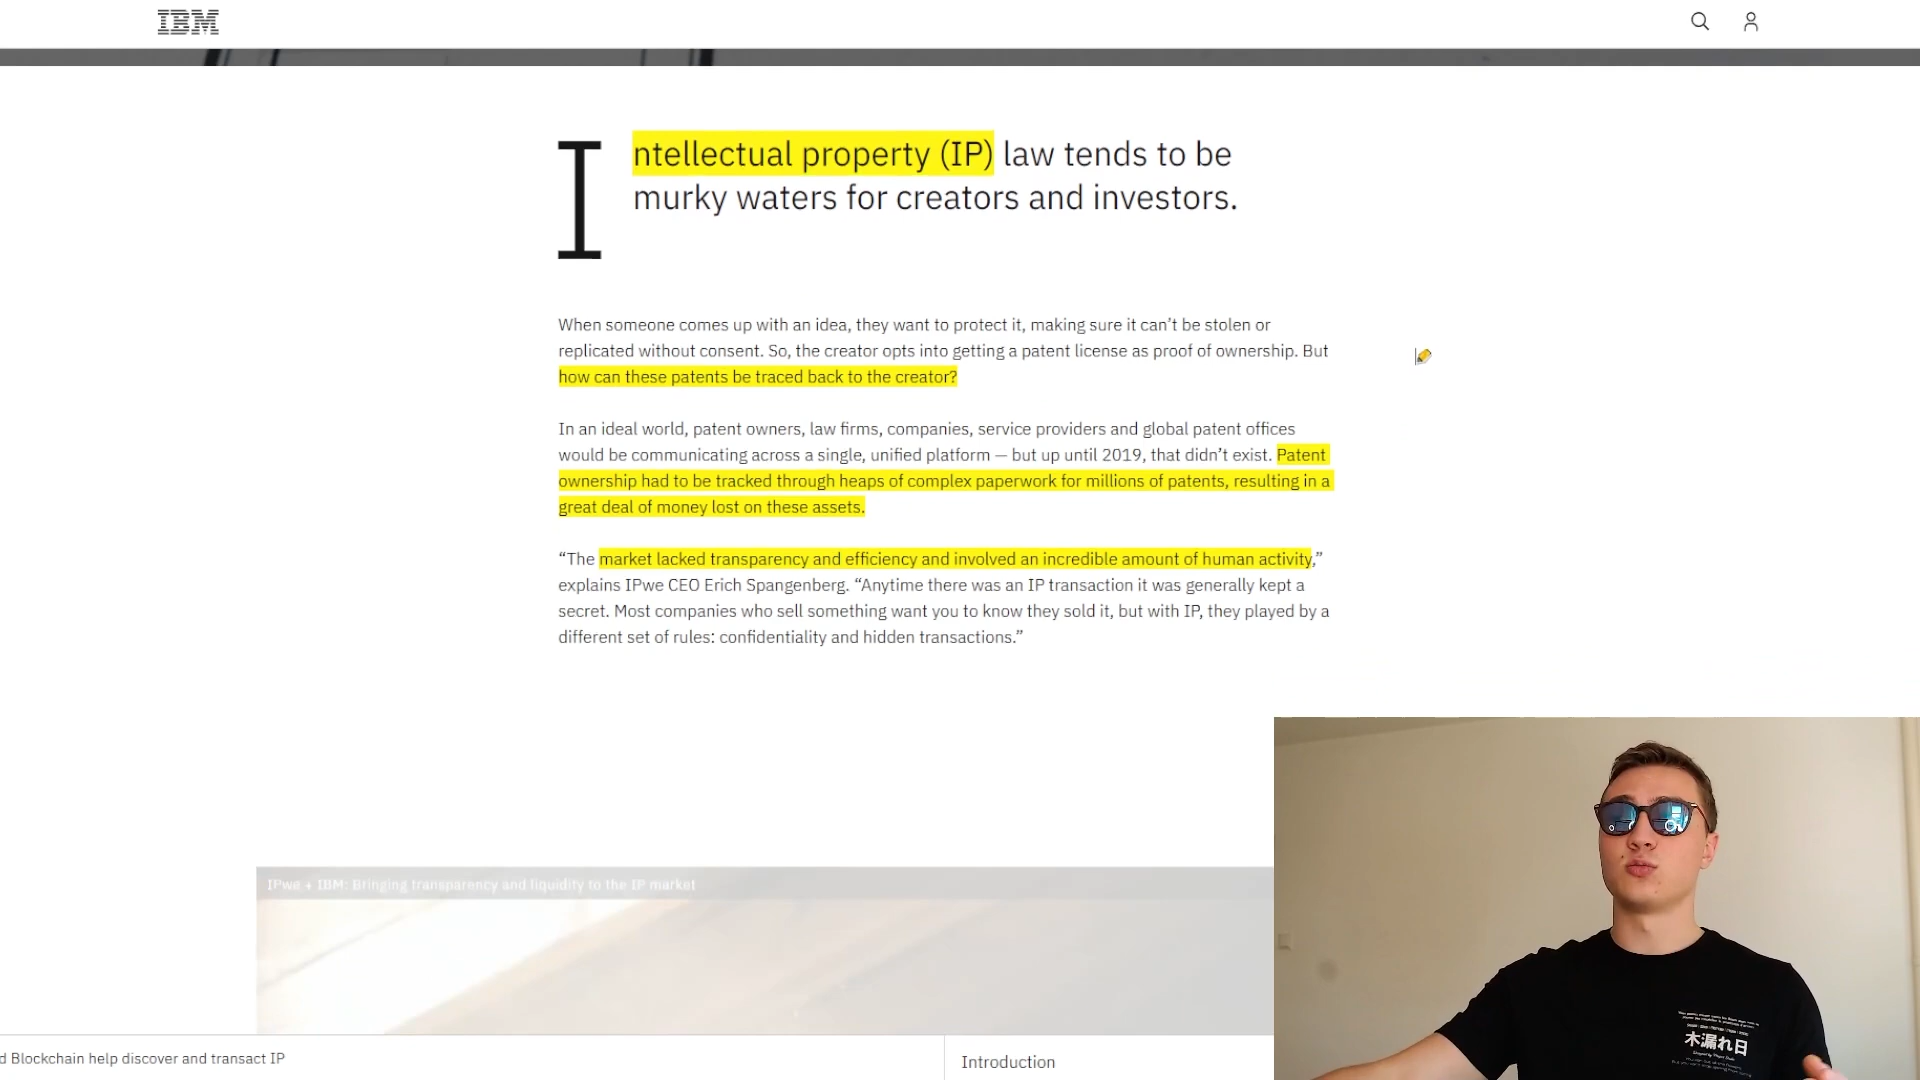 IBM
Intellectual property (IP) law tends to be
murky waters for creators and investors.
When someone comes up with an idea, they want to protect it, making sure it can’t be stolen or
replicated without consent. So, the creator opts into getting a patent license as proof of ownership. But
how can these patents be traced back to the creator?
In an ideal world, patent owners, law firms, companies, service providers and global patent offices
would be communicating across a single, unified platform — but up until 2019, that didn’t exist. Patent
ownership had to be tracked through heaps of complex paperwork for millions of patents, resulting in a
great deal of money lost on these assets.
“The market lacked transparency and efficiency and involved an incredible amount of human activity,”
explains IPwe CEO Erich Spangenberg. “Anytime there was an IP transaction it was generally kept a
secret. Most companies who sell something want you to know they sold it, but with IP, they played by a
different set of rules: confidentiality and hidden transactions.”
IPwe + IBM: Bringing transparency and liquidity to the IP market
d Blockchain help discover and transact IP
Introduction
木漏れ日